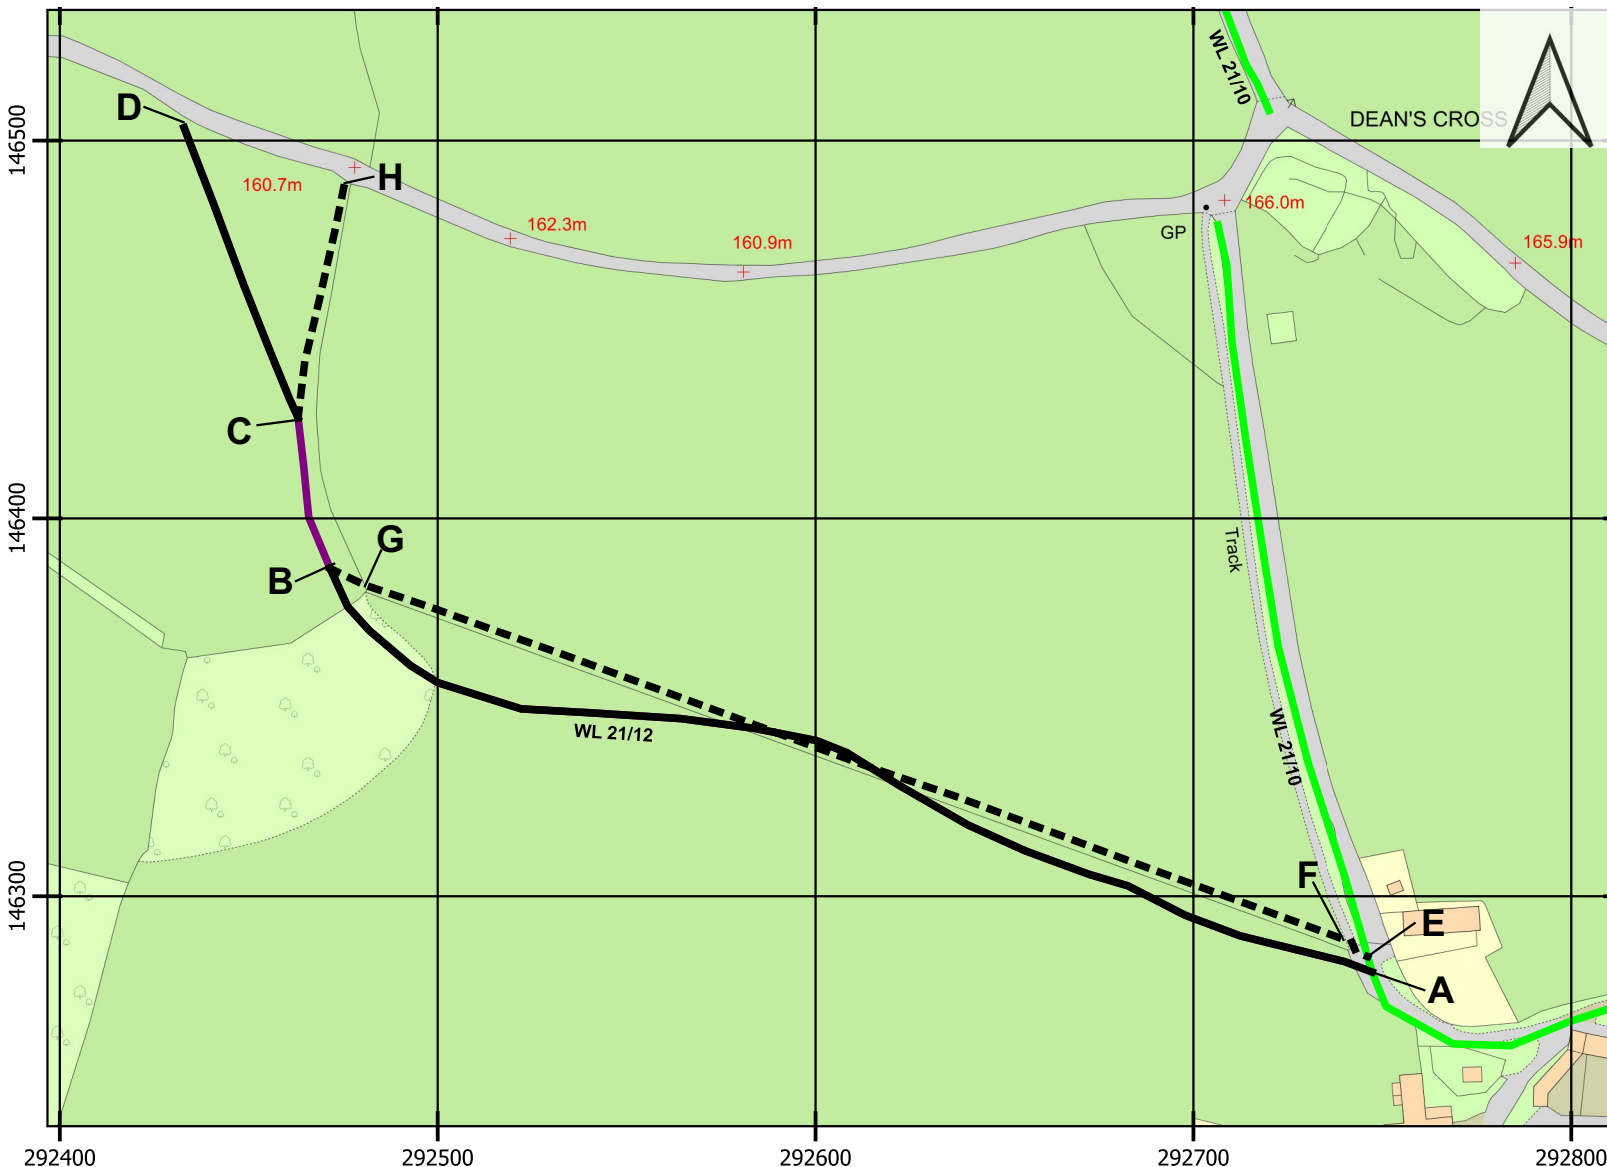 WL 21/10
DEAN'S CROSS
D
H
160.7m
162.3m
160.9m
166.0m
165.9m
GP
C
G
B
Track
WL 21/10
WL 21/12
F
E
A
146500
146400
146300
292400
292500
292600
292700
292800